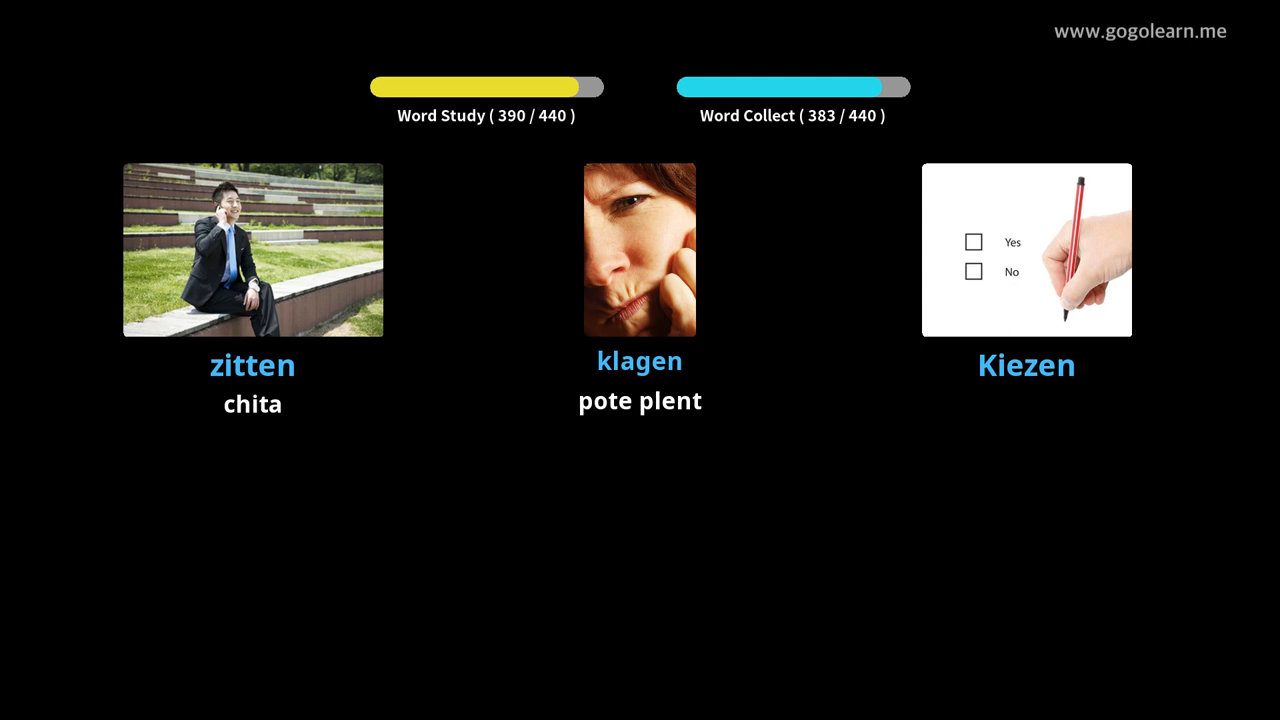 www.gogolearn.me
Word Study ( 390 / 440 )
Word Collect ( 383 / 440 )
Yes
No
zitten
klagen
Kiezen
chita
pote plent